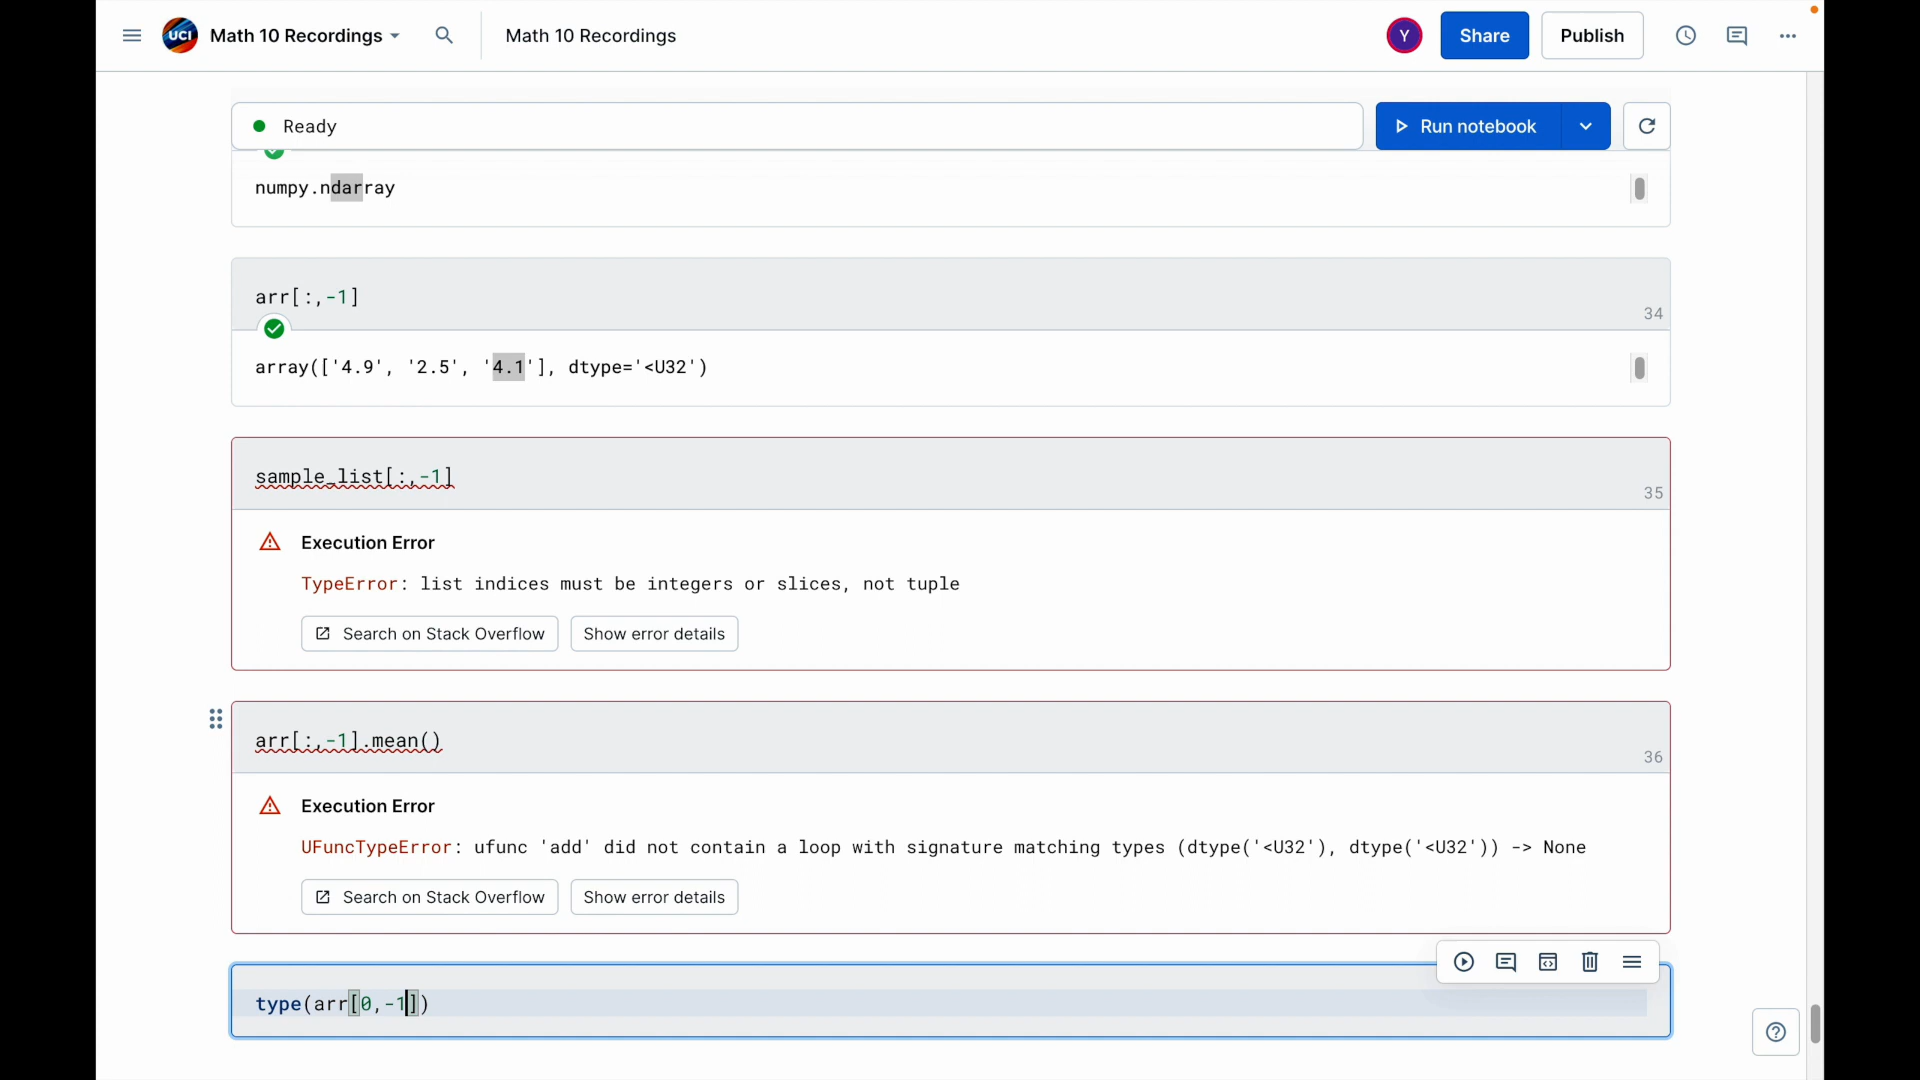 UCI Math 10 Recordings
Math 10 Recordings
Y
Share
Publish
Ready
Run notebook
numpy.ndarray
arr[:,-1]
34
array(['4.9', '2.5', '4.1'], dtype='<U32')
sample_list[:,-1]
35
Execution Error
TypeError: list indices must be integers or slices, not tuple
Search on Stack Overflow
Show error details
arr[:,-1].mean()
36
Execution Error
UFuncTypeError: ufunc 'add' did not contain a loop with signature matching types (dtype('<U32'), dtype('<U32')) -> None
Search on Stack Overflow
Show error details
type(arr[0,-1])